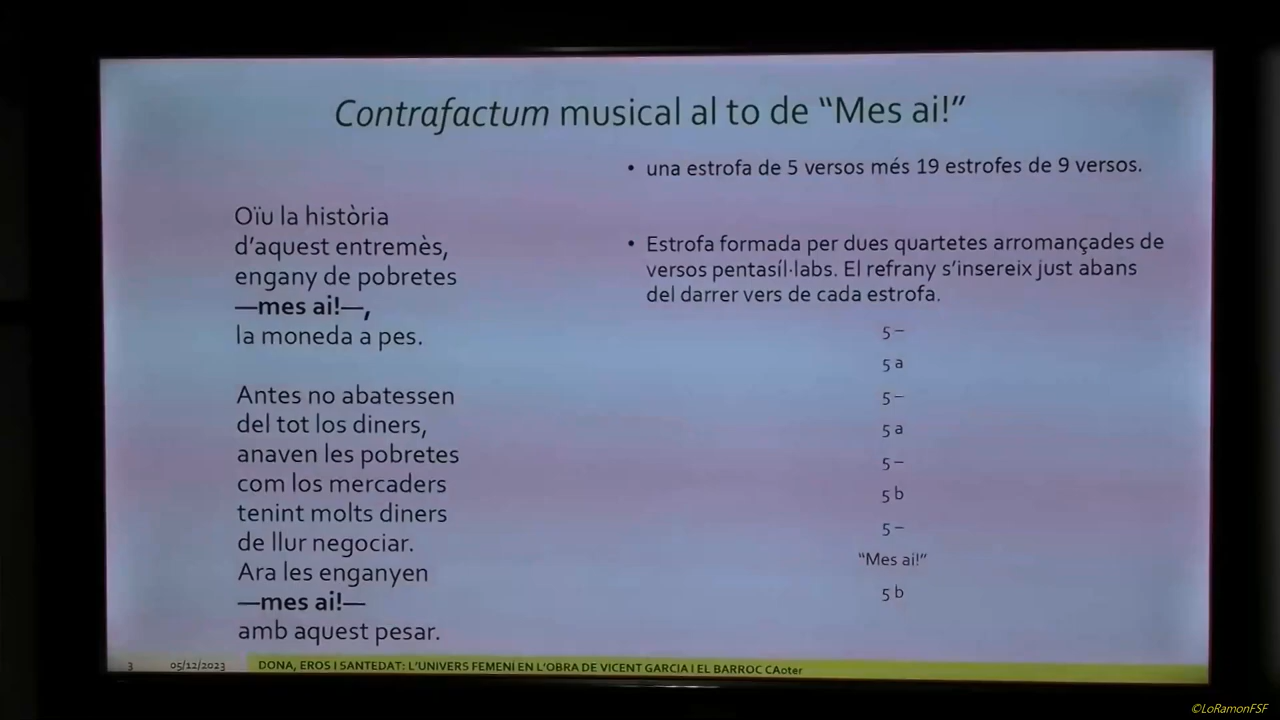 Contrafactum musical al to de “Mes ai!”
Oïu la història
d’aquest entremès,
engany de pobretes
—mes ai!—,
la moneda a pes.
Antes no abatessen
del tot los diners,
anaven les pobretes
com los mercaders
tenint molts diners
de llur negociar.
Ara les enganyen
—mes ai!—
amb aquest pesar.
• una estrofa de 5 versos més 19 estrofes de 9 versos.
• Estrofa formada per dues quartetes arromançades de
versos pentasíl·labs. El refrany s’insereix just abans
del darrer vers de cada estrofa.
5 –
5 a
5 –
5 a
5 –
5 b
5 –
“Mes ai!”
5 b
3 05/12/2023 DONA, EROS I SANTEDAT: L’UNIVERS FEMENÍ EN L’OBRA DE VICENT GARCIA I EL BARROC CAoter
©LoRamonFSF